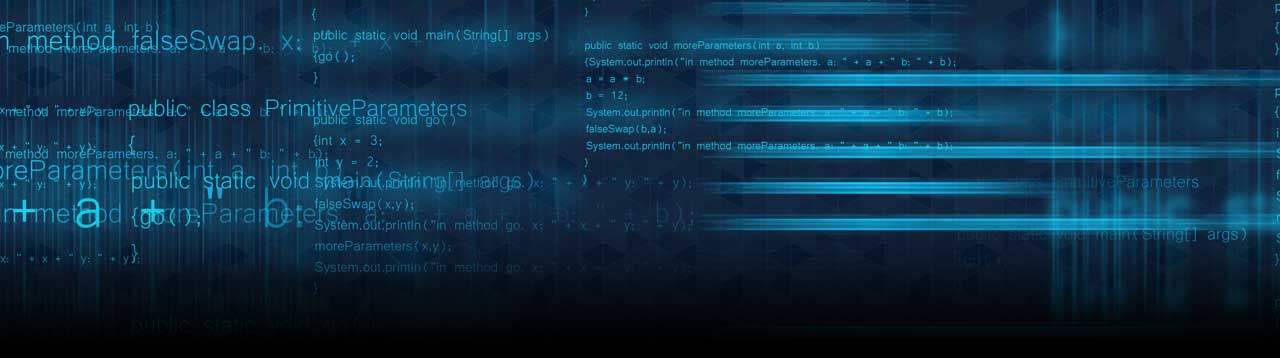 {
eParameters(int a, int b)
public static void main(String[] args)
n method falseSwap. x:
{go();
}
method moreParameters. a:
public static void moreParameters(int a, int b)
{System.out.println("in method moreParameters. a: " + a + " b: " + b);
a = a * b;
b = 12;
System.out.println("in method moreParameters. a: " + a + " b: " + b);
falseSwap(b,a);
System.out.println("in method moreParameters. a: " + a + " b: " + b);
}
}
public class PrimitiveParameters
{
public static void main(String[] args)
{go();
}
public static void go()
{int x = 3;
int y = 2;
System.out.println("in method go. x: " + x + " y: " + y);
falseSwap(x,y);
System.out.println("in method go. x: " + x + " y: " + y);
moreParameters(x,y);
System.out.println("in method go. x: " + x + " y: " + y);
}
method moreParameters. a: " + a + " b: " + b);
oreParameters(int a, int
+ a + " b:
in method moreParameters. a: " + a + " b: " + b);
x: " + x + " y: " + y);
public static void go()
PrimitiveParameters
public static void main(String[] args)